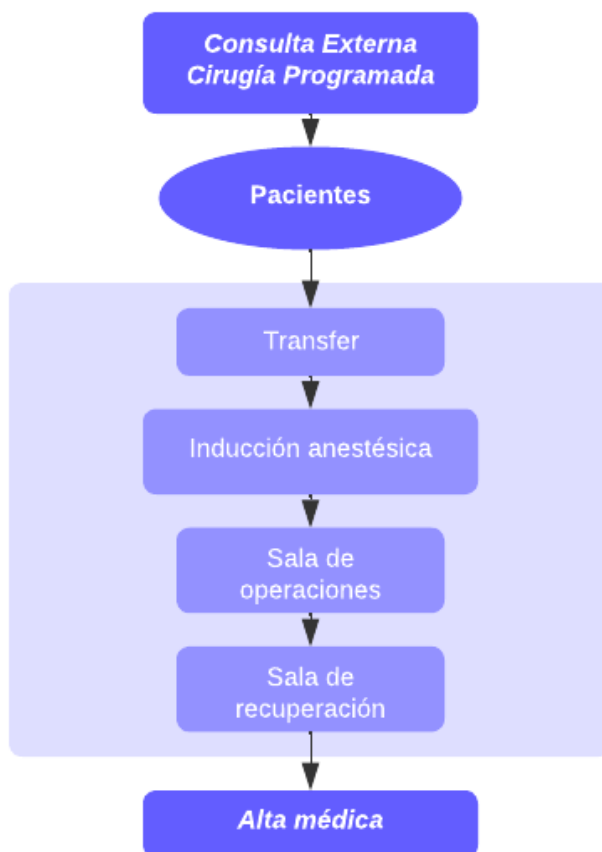 Consulta Externa
Cirugía Programada
Pacientes
Transfer
Inducción anestésica
Sala de
operaciones
Sala de
recuperación
Alta médica